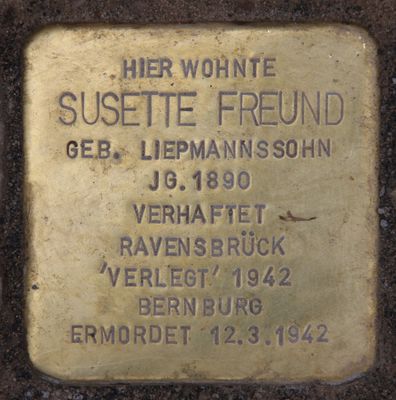 HIER WOHNTE
SUSETTE FREUND
GEB. LIEPMANNSSOHN
JG. 1890
VERHAFTET
RAVENSBRÜCK
'VERLEGT' 1942
BERNBURG
ERMORDET 12.3.1942